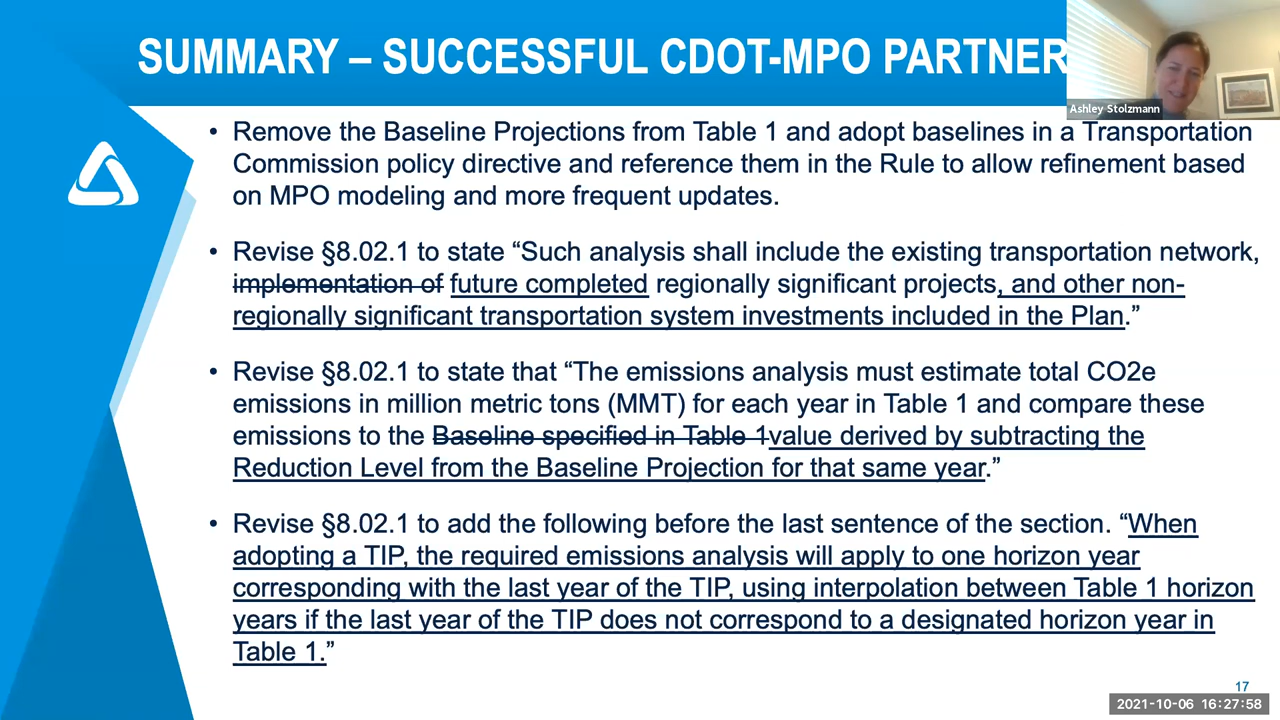 SUMMARY – SUCCESSFUL CDOT-MPO PARTNER
Ashley Stolzmann
• Remove the Baseline Projections from Table 1 and adopt baselines in a Transportation
Commission policy directive and reference them in the Rule to allow refinement based
on MPO modeling and more frequent updates.
• Revise §8.02.1 to state “Such analysis shall include the existing transportation network,
implementation of future completed regionally significant projects, and other non-
regionally significant transportation system investments included in the Plan.”
• Revise §8.02.1 to state that “The emissions analysis must estimate total CO2e
emissions in million metric tons (MMT) for each year in Table 1 and compare these
emissions to the Baseline specified in Table 1value derived by subtracting the
Reduction Level from the Baseline Projection for that same year.”
• Revise §8.02.1 to add the following before the last sentence of the section. “When
adopting a TIP, the required emissions analysis will apply to one horizon year
corresponding with the last year of the TIP, using interpolation between Table 1 horizon
years if the last year of the TIP does not correspond to a designated horizon year in
Table 1.”
17
2021-10-06 16:27:58